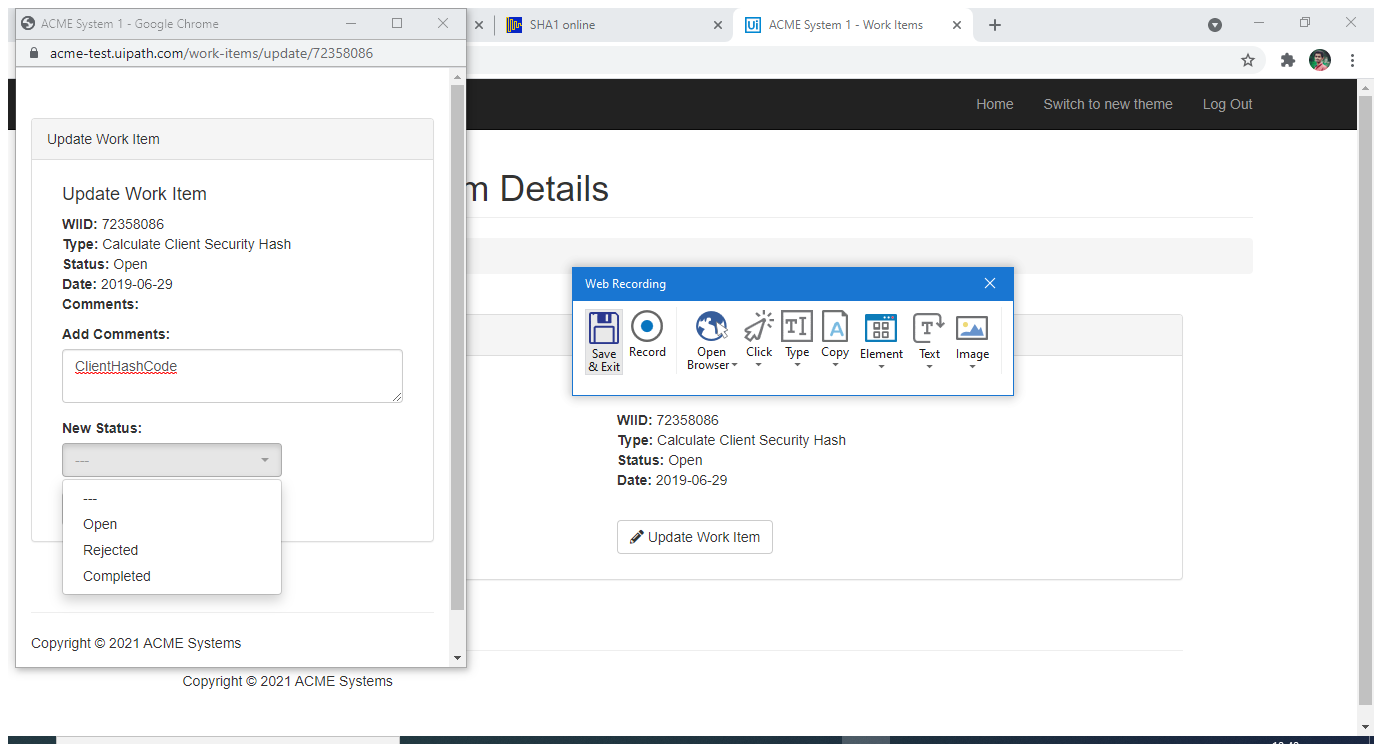 ACME System 1 - Google Chrome
SHA1 online
ACME System 1 - Work Items
acme-test.uipath.com/work-items/update/72358086
Home
Switch to new theme
Log Out
Update Work Item
Update Work Item
WIID: 72358086
Type: Calculate Client Security Hash
Status: Open
Date: 2019-06-29
Comments:
Add Comments:
ClientHashCode
New Status:
---
---
Open
Rejected
Completed
Copyright © 2021 ACME Systems
m Details
Web Recording
Save & Exit
Record
Open Browser
Click
Type
Copy
Element
Text
Image
WIID: 72358086
Type: Calculate Client Security Hash
Status: Open
Date: 2019-06-29
Update Work Item
Copyright © 2021 ACME Systems